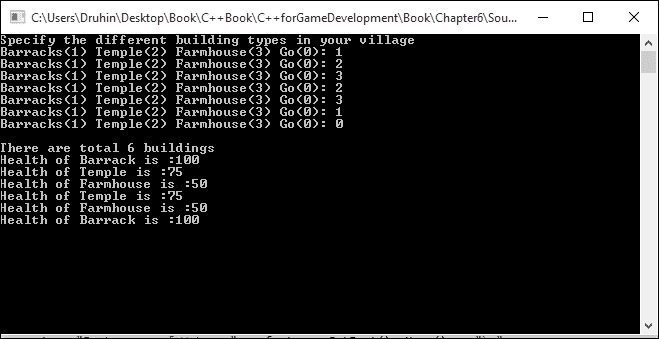 C:\Users\Druhin\Desktop\Book\C++Book\C++forGameDevelopment\Book\Chapter6\Sou...
Specify the different building types in your village
Barracks(1) Temple(2) Farmhouse(3) Go(0): 1
Barracks(1) Temple(2) Farmhouse(3) Go(0): 2
Barracks(1) Temple(2) Farmhouse(3) Go(0): 3
Barracks(1) Temple(2) Farmhouse(3) Go(0): 2
Barracks(1) Temple(2) Farmhouse(3) Go(0): 3
Barracks(1) Temple(2) Farmhouse(3) Go(0): 1
Barracks(1) Temple(2) Farmhouse(3) Go(0): 0
There are total 6 buildings
Health of Barrack is :100
Health of Temple is :75
Health of Farmhouse is :50
Health of Temple is :75
Health of Farmhouse is :50
Health of Barrack is :100